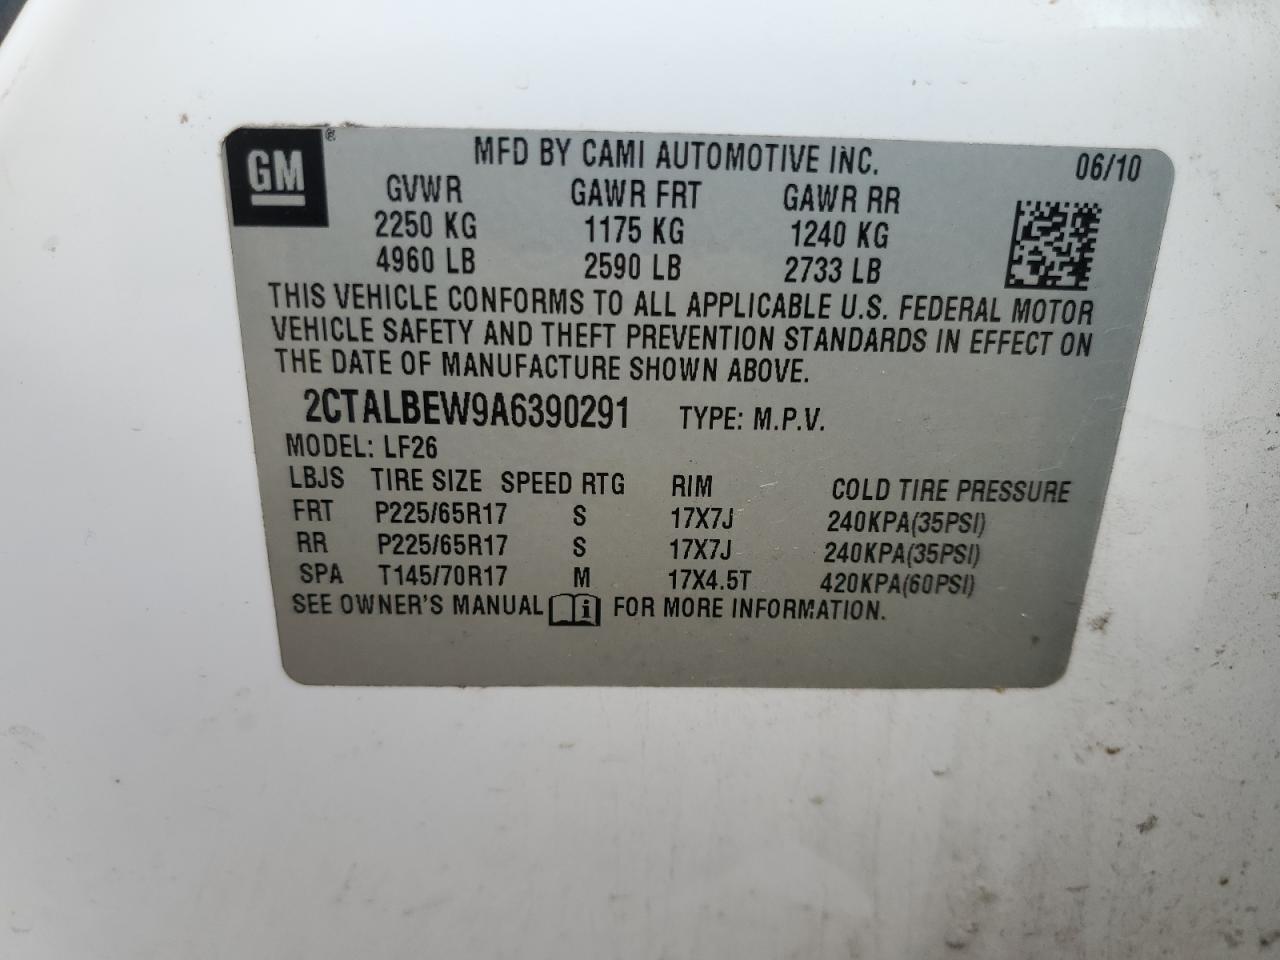 GM ®
MFD BY CAMI AUTOMOTIVE INC. 06/10
GVWR GAWR FRT GAWR RR
2250 KG 1175 KG 1240 KG
4960 LB 2590 LB 2733 LB
THIS VEHICLE CONFORMS TO ALL APPLICABLE U.S. FEDERAL MOTOR
VEHICLE SAFETY AND THEFT PREVENTION STANDARDS IN EFFECT ON
THE DATE OF MANUFACTURE SHOWN ABOVE.
2CTALBEW9A6390291 TYPE: M.P.V.
MODEL: LF26
LBJS TIRE SIZE SPEED RTG RIM COLD TIRE PRESSURE
FRT P225/65R17 S 17X7J 240KPA(35PSI)
RR P225/65R17 S 17X7J 240KPA(35PSI)
SPA T145/70R17 M 17X4.5T 420KPA(60PSI)
SEE OWNER'S MANUAL i FOR MORE INFORMATION.